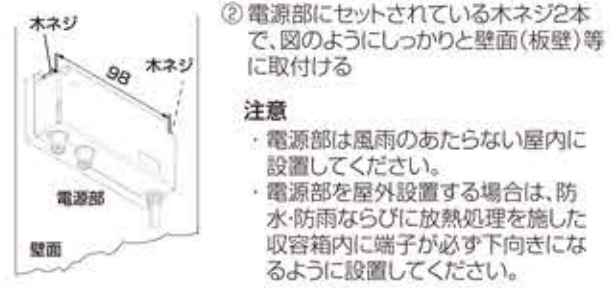 木ネジ
98
木ネジ
電源部
壁面
② 電源部にセットされている木ネジ2本
で、図のようにしっかりと壁面(板壁)等
に取付ける
注意
・電源部は風雨のあたらない屋内に
設置してください。
・電源部を屋外設置する場合は、防
水・防雨ならびに放熱処理を施した
収容箱内に端子が必ず下向きにな
るように設置してください。